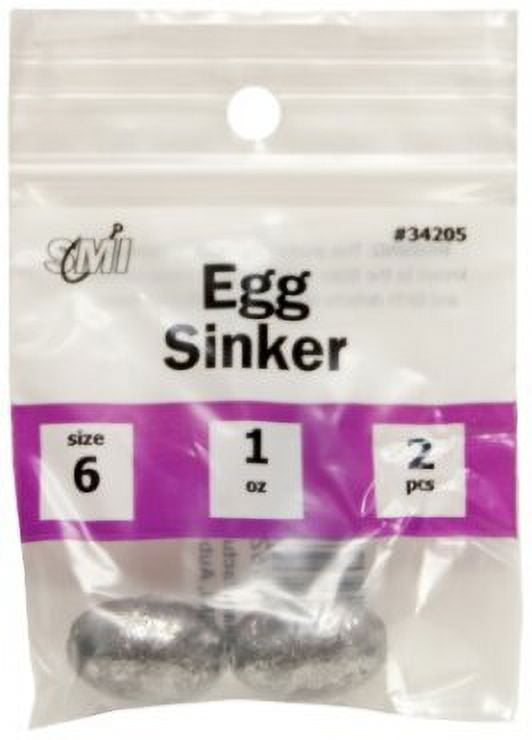 SMI
#34205
Egg
Sinker
size
6
1
oz
2
pcs